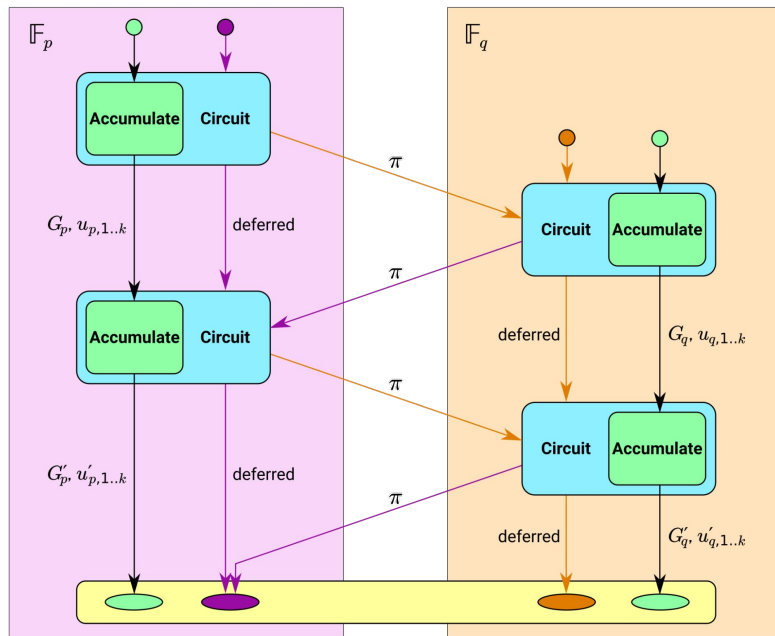 𝔽p
𝔽q
Accumulate
Circuit
π
Circuit
Accumulate
Gp, up,1..k
deferred
π
Accumulate
Circuit
deferred
Gq, uq,1..k
π
Circuit
Accumulate
G′p, u′p,1..k
deferred
π
deferred
G′q, u′q,1..k